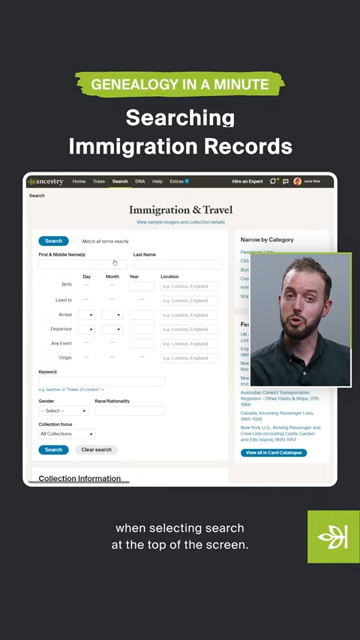 GENEALOGY IN A MINUTE
Searching
Immigration Records
ancestry Home Trees Search DNA Help Extras Hire an Expert Jane Doe
Search
Immigration & Travel
View sample images and collection details
Search Match all terms exactly
First & Middle Name(s) Last Name
Day Month Year Location
Birth e.g. London, England
Lived In e.g. London, England
Arrival e.g. London, England
Departure e.g. London, England
Any Event e.g. London, England
Origin e.g. London, England
Keyword
e.g. teacher or "Tower of London"
Gender Race/Nationality
-- Select --
Collection focus
All Collections
Search Clear search
Collection Information
Narrow by Category
Passenger Lists
Australian Convict Transportation
Registers – Other Fleets & Ships, 1791-
1868
Canada, Incoming Passenger Lists,
1865-1935
New York, U.S., Arriving Passenger and
Crew Lists (including Castle Garden
and Ellis Island), 1820-1957
View all in Card Catalogue
when selecting search
at the top of the screen.